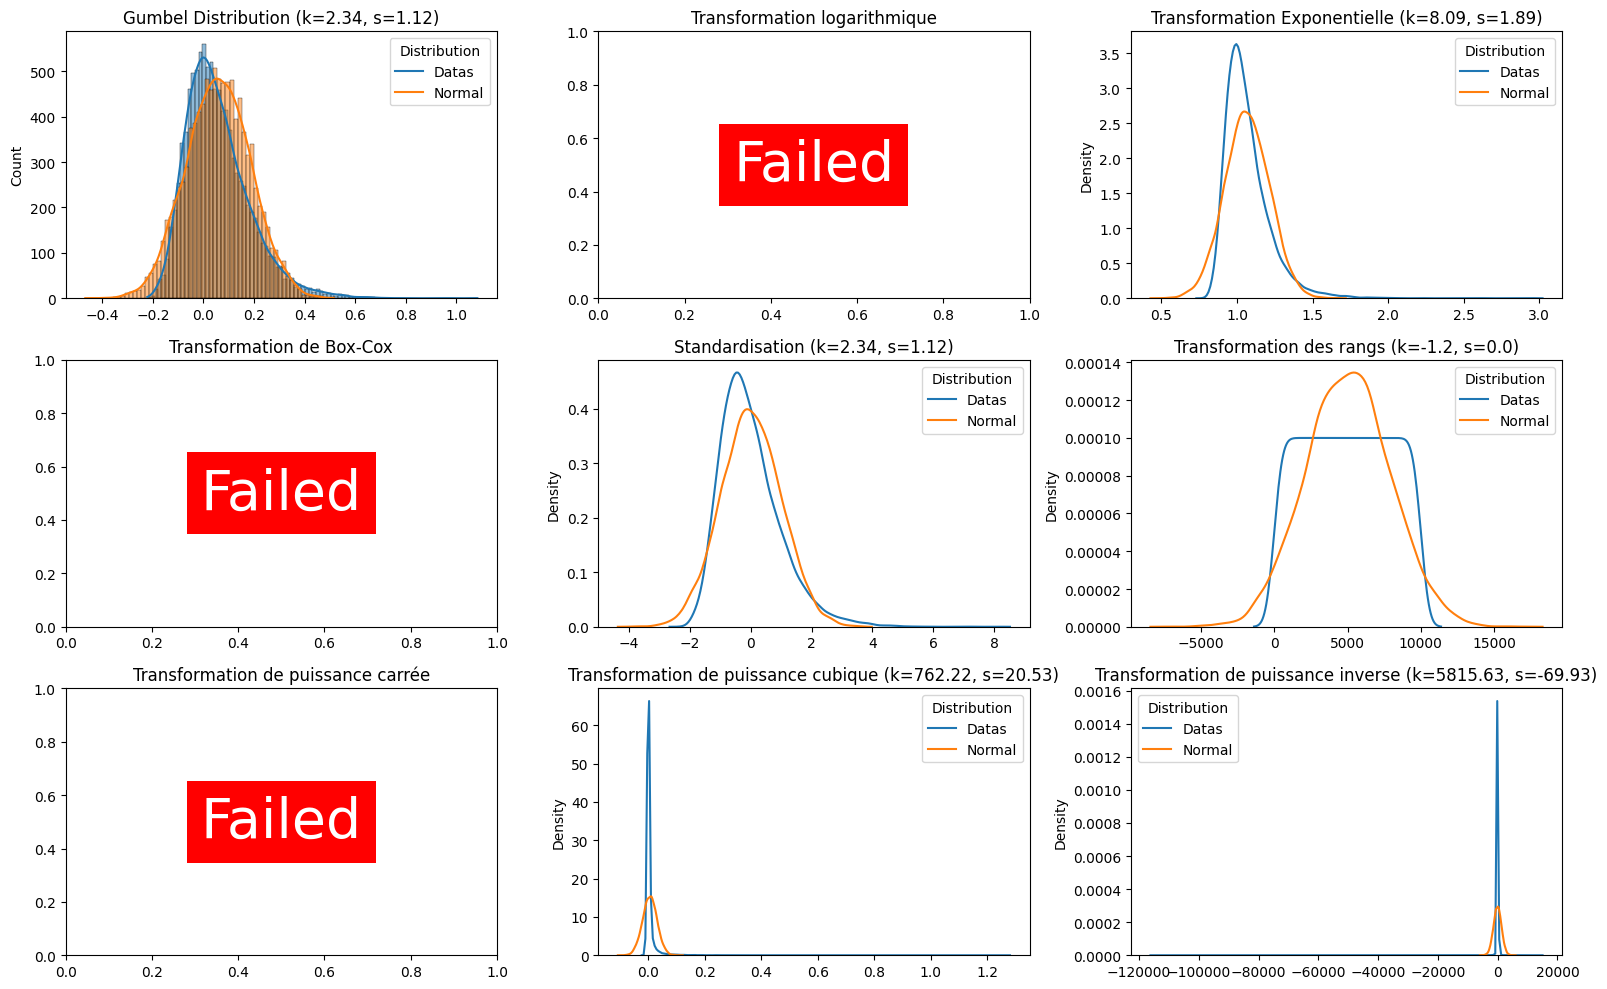 Gumbel Distribution (k=2.34, s=1.12)
Count
500
400
300
200
100
0
−0.4 −0.2 0.0 0.2 0.4 0.6 0.8 1.0
Distribution
Datas
Normal
Transformation logarithmique
1.0
0.8
0.6
0.4
0.2
0.0
Failed
0.0 0.2 0.4 0.6 0.8 1.0
Transformation Exponentielle (k=8.09, s=1.89)
Density
3.5
3.0
2.5
2.0
1.5
1.0
0.5
0.0
0.5 1.0 1.5 2.0 2.5 3.0
Distribution
Datas
Normal
Transformation de Box-Cox
1.0
0.8
0.6
0.4
0.2
0.0
Failed
0.0 0.2 0.4 0.6 0.8 1.0
Standardisation (k=2.34, s=1.12)
Density
0.4
0.3
0.2
0.1
0.0
−4 −2 0 2 4 6 8
Distribution
Datas
Normal
Transformation des rangs (k=-1.2, s=0.0)
Density
0.00014
0.00012
0.00010
0.00008
0.00006
0.00004
0.00002
0.00000
−5000 0 5000 10000 15000
Distribution
Datas
Normal
Transformation de puissance carrée
1.0
0.8
0.6
0.4
0.2
0.0
Failed
0.0 0.2 0.4 0.6 0.8 1.0
Transformation de puissance cubique (k=762.22, s=20.53)
Density
60
50
40
30
20
10
0
0.0 0.2 0.4 0.6 0.8 1.0 1.2
Distribution
Datas
Normal
Transformation de puissance inverse (k=5815.63, s=-69.93)
Density
0.0016
0.0014
0.0012
0.0010
0.0008
0.0006
0.0004
0.0002
0.0000
−120000 −100000 −80000 −60000 −40000 −20000 0 20000
Distribution
Datas
Normal